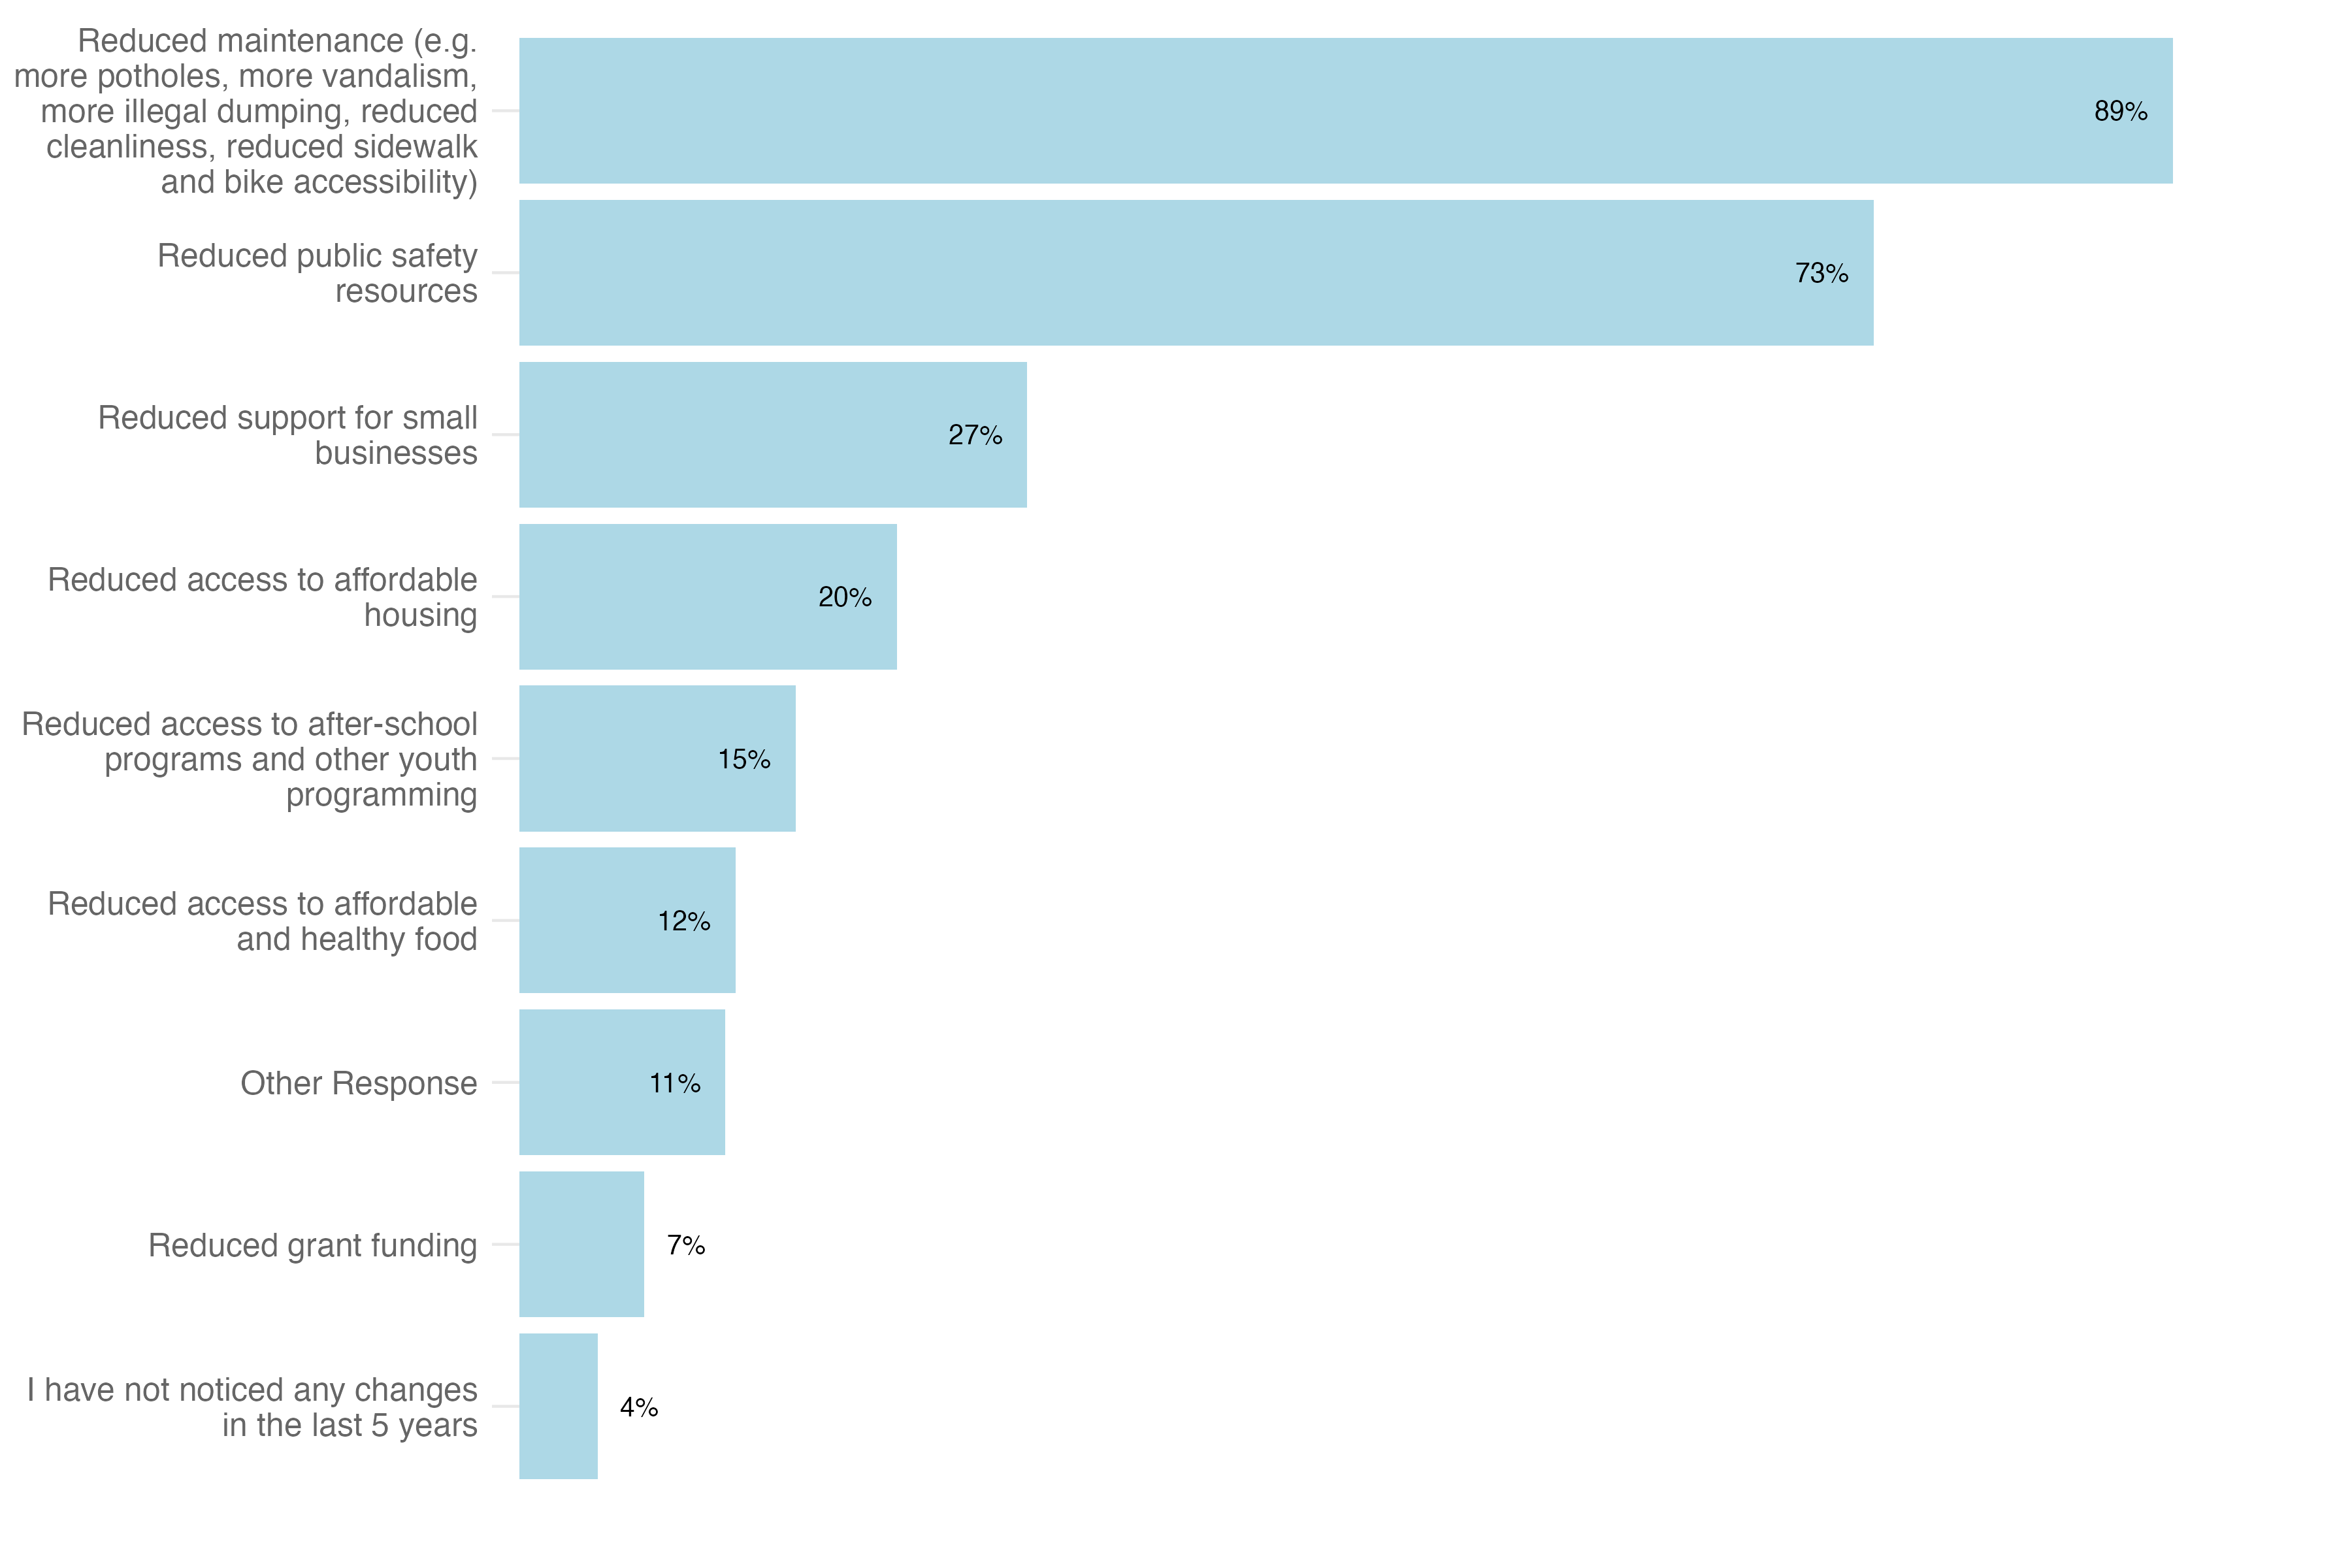 Reduced maintenance (e.g.
more potholes, more vandalism,
more illegal dumping, reduced
cleanliness, reduced sidewalk
and bike accessibility)
89%
Reduced public safety
resources
73%
Reduced support for small
businesses
27%
Reduced access to affordable
housing
20%
Reduced access to after-school
programs and other youth
programming
15%
Reduced access to affordable
and healthy food
12%
Other Response
11%
Reduced grant funding
7%
I have not noticed any changes
in the last 5 years
4%